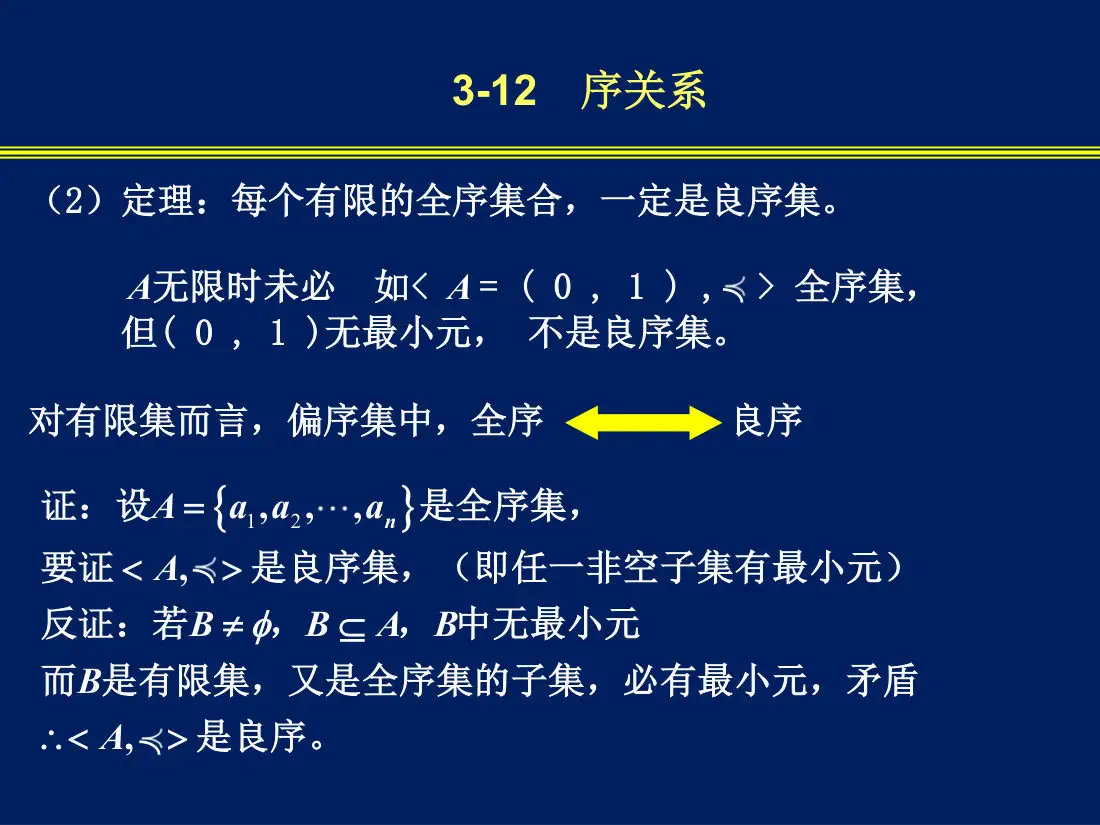 3-12 序关系
（2）定理：每个有限的全序集合，一定是良序集。
A无限时未必 如< A = ( 0 , 1 ) ,≼ > 全序集，
但( 0 , 1 )无最小元， 不是良序集。
对有限集而言，偏序集中，全序 良序
证：设A = {a₁,a₂,⋯,aₙ}是全序集，
要证 < A,≼> 是良序集，（即任一非空子集有最小元）
反证：若B ≠ ϕ，B ⊆ A，B中无最小元
而B是有限集，又是全序集的子集，必有最小元，矛盾
∴< A,≼> 是良序。